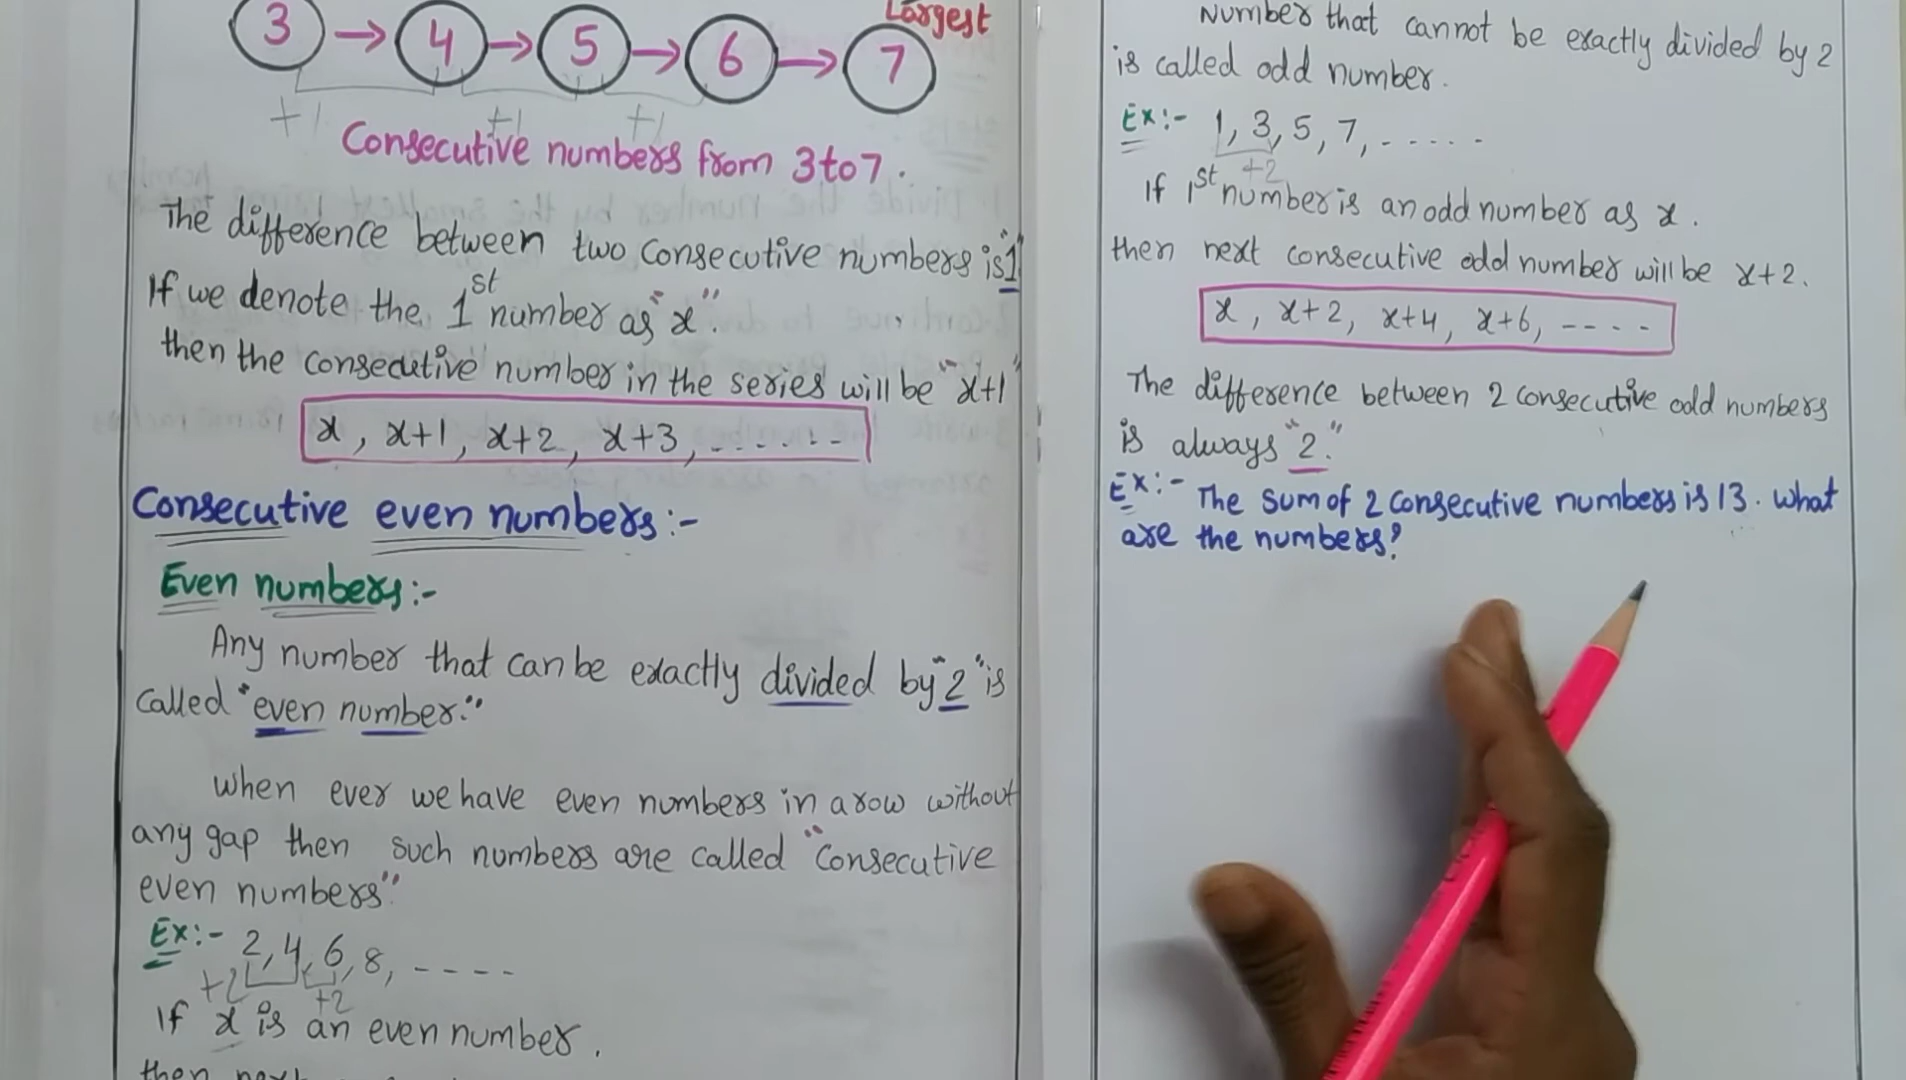 Largest
3 → 4 → 5 → 6 → 7
+1 +1 +1
Consecutive numbers from 3 to 7.
The difference between two consecutive numbers is "1"
If we denote the 1st number as "x".
then the consecutive number in the series will be "x+1"
x, x+1, x+2, x+3, .......
Consecutive even numbers:-
Even numbers:-
Any number that can be exactly divided by "2" is
called "even number."
when ever we have even numbers in a row without
any gap then such numbers are called "consecutive
even numbers"
Ex:- 2, 4, 6, 8, ----
+2 +2
If x is an even number.
then next
Number that cannot be exactly divided by 2
is called odd number.
Ex:- 1, 3, 5, 7, -----
+2
If 1st number is an odd number as x.
then next consecutive odd number will be x+2.
x, x+2, x+4, x+6, ----
The difference between 2 consecutive odd numbers
is always "2."
Ex:- The sum of 2 consecutive numbers is 13. what
are the numbers?